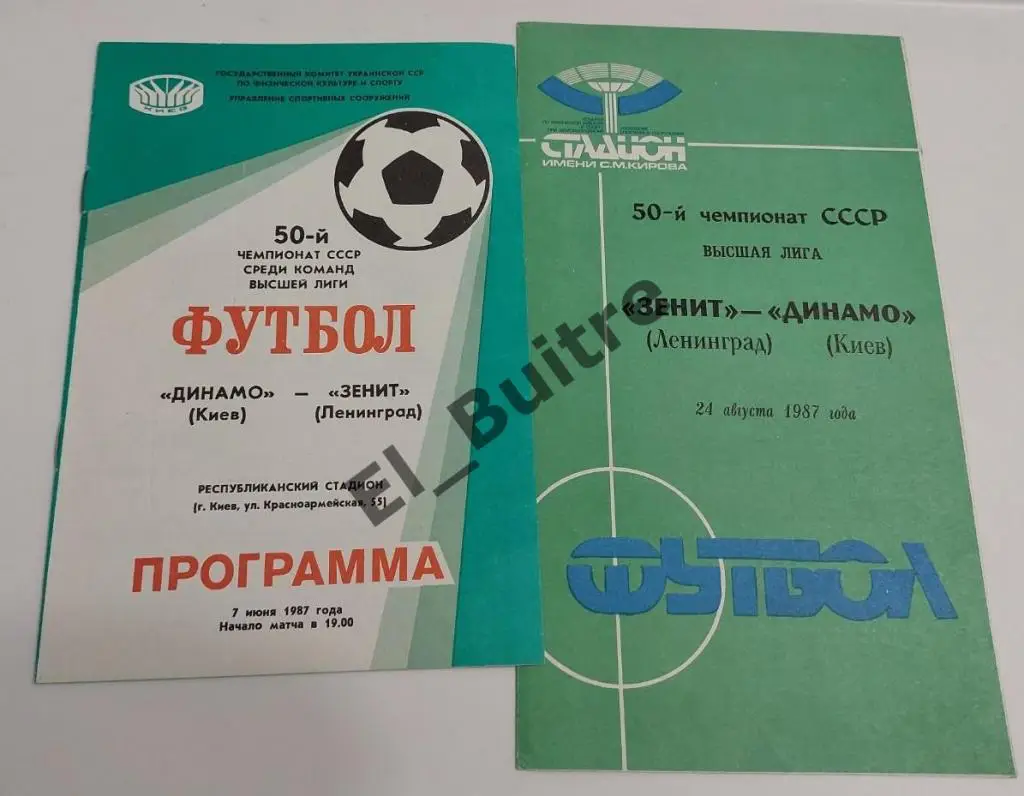 ГОСУДАРСТВЕННЫЙ КОМИТЕТ УКРАИНСКОЙ ССР
ПО ФИЗИЧЕСКОЙ КУЛЬТУРЕ И СПОРТУ
УПРАВЛЕНИЕ СПОРТИВНЫХ СООРУЖЕНИЙ
КИЕВ
50-й
ЧЕМПИОНАТ СССР
СРЕДИ КОМАНД
ВЫСШЕЙ ЛИГИ
ФУТБОЛ
«ДИНАМО» — «ЗЕНИТ»
(Киев) (Ленинград)
РЕСПУБЛИКАНСКИЙ СТАДИОН
(г. Киев, ул. Красноармейская, 55)
ПРОГРАММА
7 июня 1987 года
Начало матча в 19.00
СТАДИОН
ИМЕНИ С.М.КИРОВА
50-й чемпионат СССР
ВЫСШАЯ ЛИГА
«ЗЕНИТ» — «ДИНАМО»
(Ленинград) (Киев)
24 августа 1987 года
ФУТБОЛ
El_Buitre